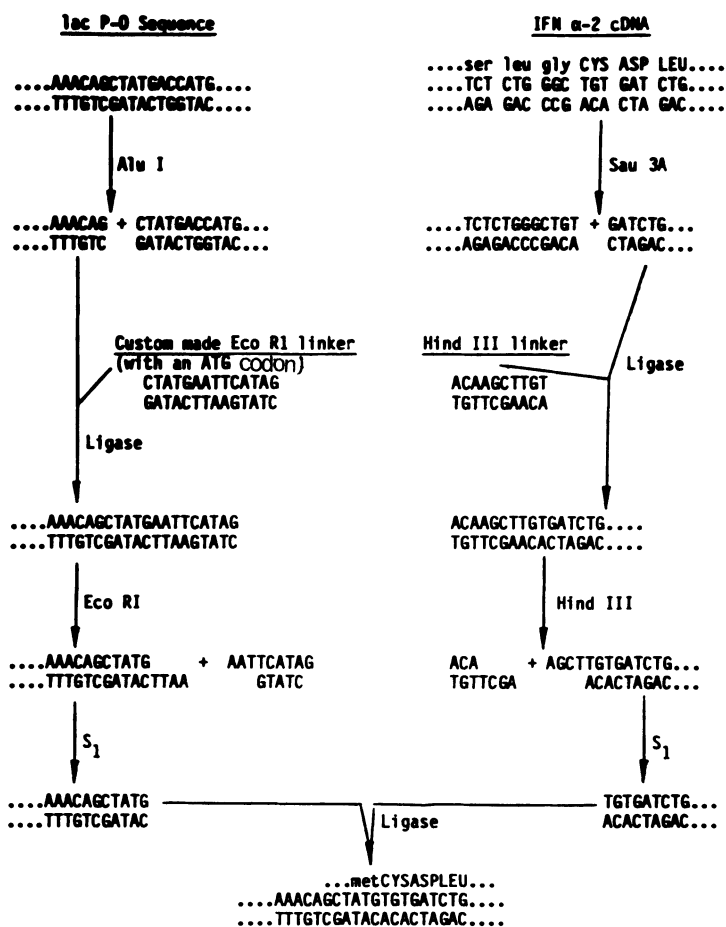 lac P-O Sequence
....AAACAGCTATGACCATG....
....TTTGTCGATACTGGTAC....
Alu I
....AAACAG + CTATGACCATG...
....TTTGTC GATACTGGTAC...
Custom made Eco R1 linker
(with an ATG codon)
CTATGAATTCATAG
GATACTTAAGTATC
Ligase
....AAACAGCTATGAATTCATAG
....TTTGTCGATACTTAAGTATC
Eco RI
....AAACAGCTATG + AATTCATAG
....TTTGTCGATACTTAA GTATC
S1
....AAACAGCTATG
....TTTGTCGATAC
IFN α-2 cDNA
....ser leu gly CYS ASP LEU....
....TCT CTG GGC TGT GAT CTG....
....AGA GAC CCG ACA CTA GAC....
Sau 3A
....TCTCTGGGCTGT + GATCTG...
....AGAGACCCGACA CTAGAC...
Hind III linker
ACAAGCTTGT
TGTTCGAACA
Ligase
ACAAGCTTGTGATCTG....
TGTTCGAACACTAGAC....
Hind III
ACA + AGCTTGTGATCTG...
TGTTCGA ACACTAGAC...
S1
TGTGATCTG...
ACACTAGAC...
Ligase
...metCYSASPLEU...
....AAACAGCTATGTGTGATCTG....
....TTTGTCGATACACACTAGAC....